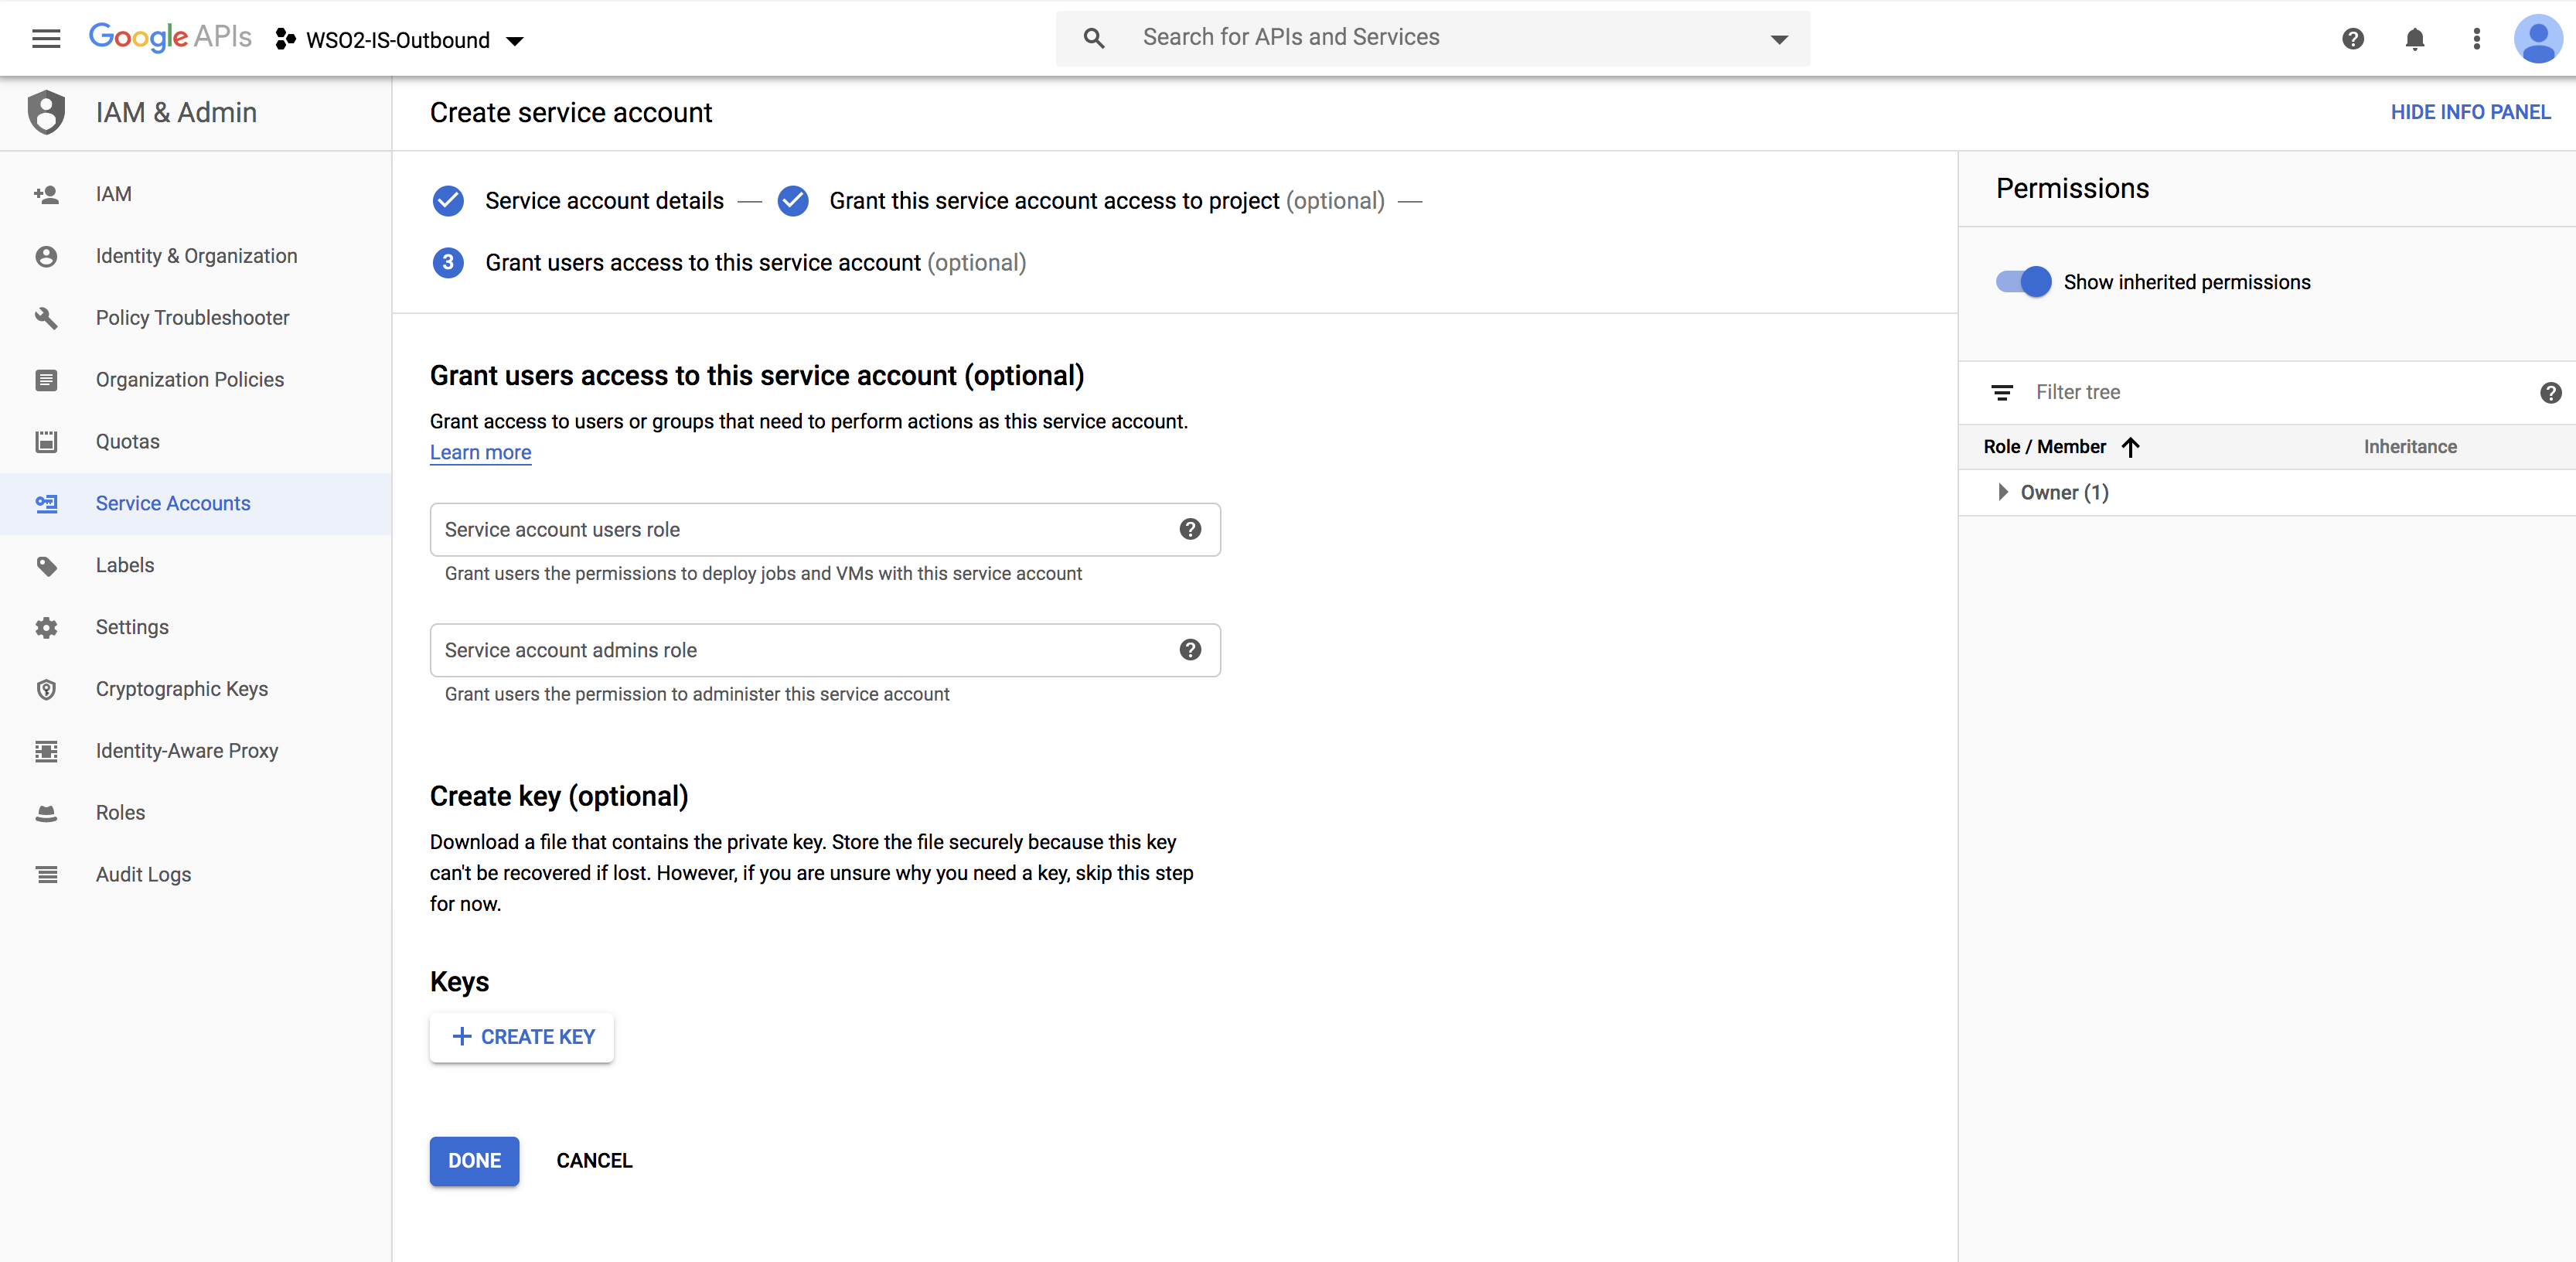 Google APIs WSO2-IS-Outbound Search for APIs and Services
IAM & Admin
Create service account
HIDE INFO PANEL
IAM
Identity & Organization
Policy Troubleshooter
Organization Policies
Quotas
Service Accounts
Labels
Settings
Cryptographic Keys
Identity-Aware Proxy
Roles
Audit Logs
Service account details — Grant this service account access to project (optional) —
3 Grant users access to this service account (optional)
Grant users access to this service account (optional)
Grant access to users or groups that need to perform actions as this service account.
Learn more
Service account users role
Grant users the permissions to deploy jobs and VMs with this service account
Service account admins role
Grant users the permission to administer this service account
Create key (optional)
Download a file that contains the private key. Store the file securely because this key
can't be recovered if lost. However, if you are unsure why you need a key, skip this step
for now.
Keys
+ CREATE KEY
DONE CANCEL
Permissions
Show inherited permissions
Filter tree
Role / Member Inheritance
Owner (1)